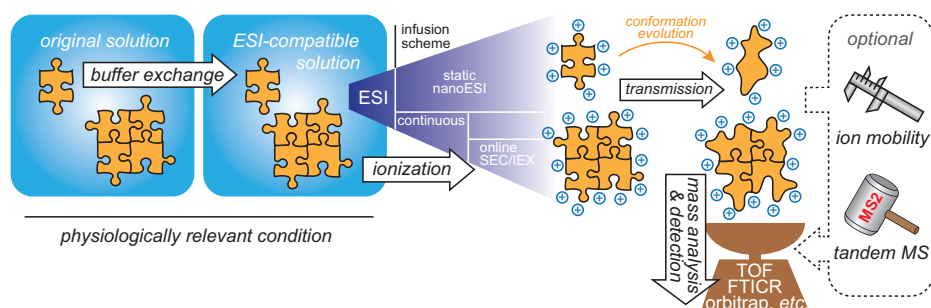 original solution
buffer exchange
ESI-compatible
solution
physiologically relevant condition
infusion
scheme
ESI
static
nanoESI
continuous
online
SEC/IEX
ionization
conformation
evolution
transmission
mass analysis
& detection
TOF
FTICR
orbitrap, etc.
optional
ion mobility
MS2
tandem MS